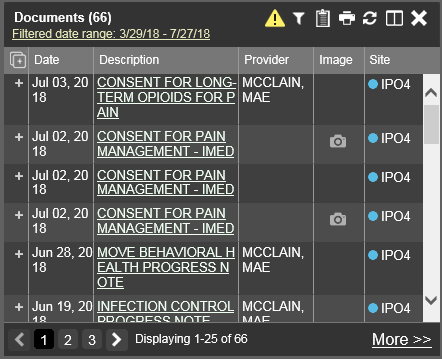 Documents (66)
Filtered date range: 3/29/18 - 7/27/18
Date Description Provider Image Site
Jul 03, 20 CONSENT FOR LONG- MCCLAIN, IPO4
18 TERM OPIOIDS FOR P MAE
AIN
Jul 02, 20 CONSENT FOR PAIN IPO4
18 MANAGEMENT - IMED
Jul 02, 20 CONSENT FOR PAIN IPO4
18 MANAGEMENT - IMED
Jul 02, 20 CONSENT FOR PAIN IPO4
18 MANAGEMENT - IMED
Jun 28, 20 MOVE BEHAVIORAL H MCCLAIN, IPO4
18 EALTH PROGRESS N MAE
OTE
Jun 19, 20 INFECTION CONTROL MCCLAIN, IPO4
18 PROGRESS NOTE MAE
1 2 3 Displaying 1-25 of 66 More >>